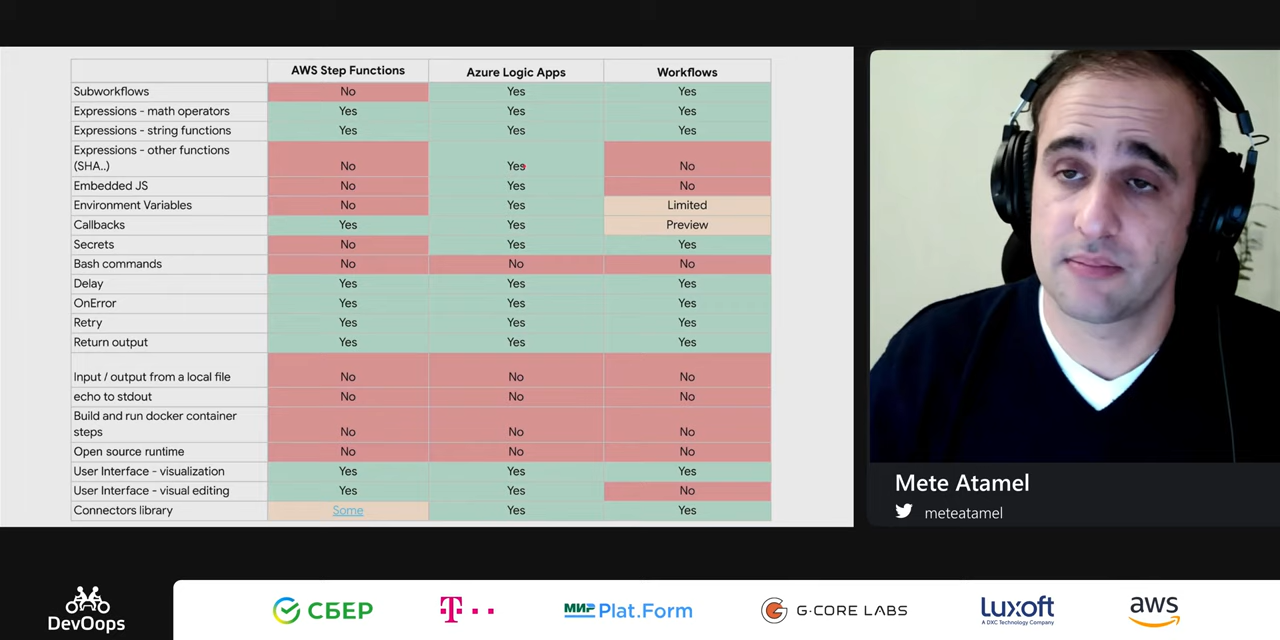 AWS Step Functions Azure Logic Apps Workflows
Subworkflows No Yes Yes
Expressions - math operators Yes Yes Yes
Expressions - string functions Yes Yes Yes
Expressions - other functions
(SHA..) No Yes No
Embedded JS No Yes No
Environment Variables No Yes Limited
Callbacks Yes Yes Preview
Secrets No Yes Yes
Bash commands No No No
Delay Yes Yes Yes
OnError Yes Yes Yes
Retry Yes Yes Yes
Return output Yes Yes Yes
Input / output from a local file No No No
echo to stdout No No No
Build and run docker container
steps No No No
Open source runtime No No No
User Interface - visualization Yes Yes Yes
User Interface - visual editing Yes Yes No
Connectors library Some Yes Yes
Mete Atamel
meteatamel
DevOops
СБЕР
T
МИР Plat.Form
G·CORE LABS
Luxoft
A DXC Technology Company
aws